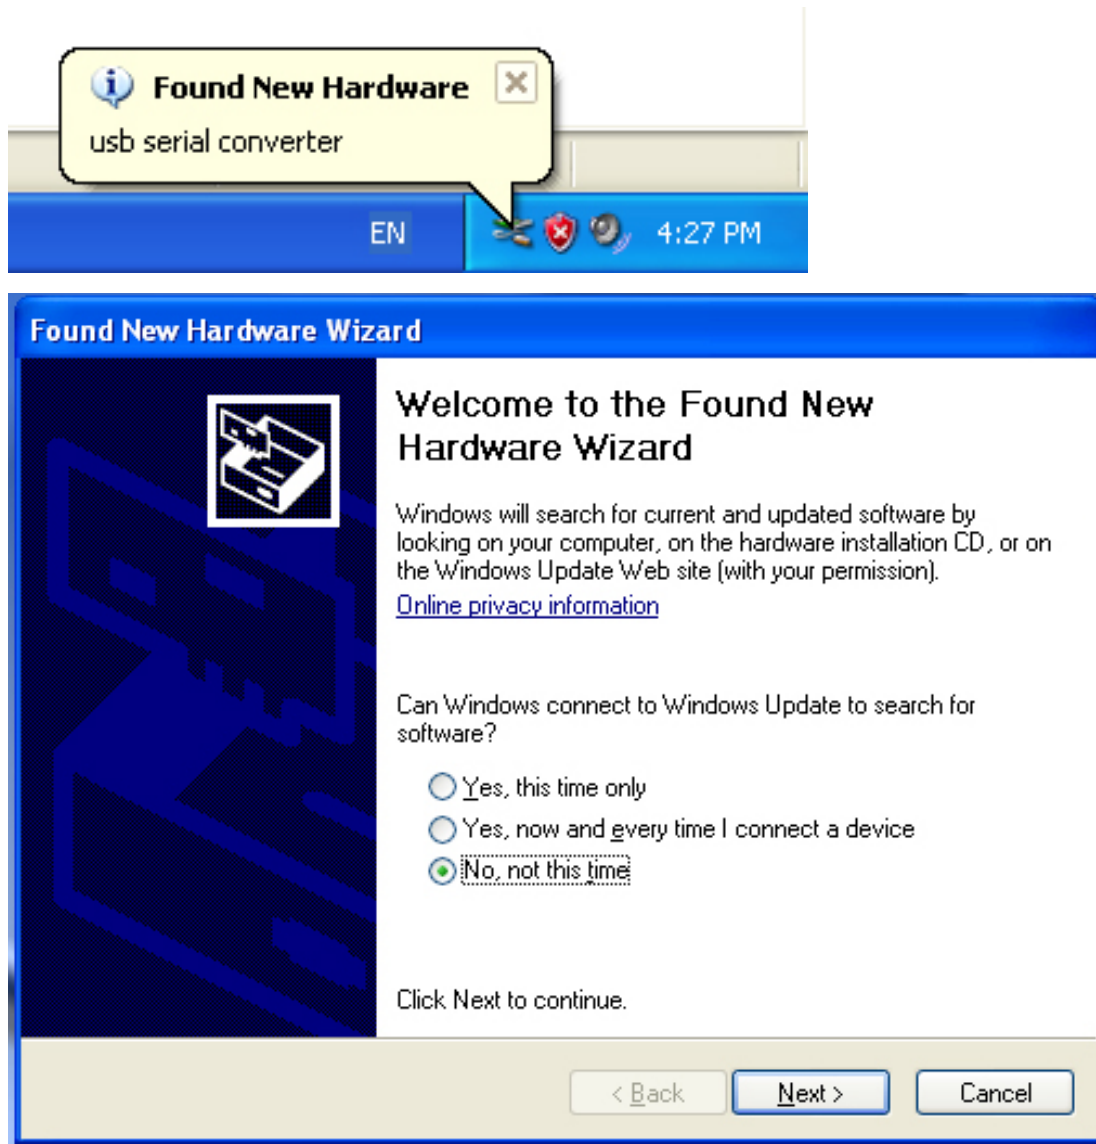 Found New Hardware
usb serial converter
EN
4:27 PM
Found New Hardware Wizard
Welcome to the Found New
Hardware Wizard
Windows will search for current and updated software by
looking on your computer, on the hardware installation CD, or on
the Windows Update Web site (with your permission).
Online privacy information
Can Windows connect to Windows Update to search for
software?
Yes, this time only
Yes, now and every time I connect a device
No, not this time
Click Next to continue.
< Back
Next >
Cancel